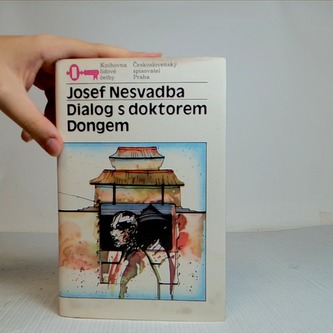 Knihovna
lidové
četby
Československý
spisovatel
Praha
Josef Nesvadba
Dialog s doktorem
Dongem